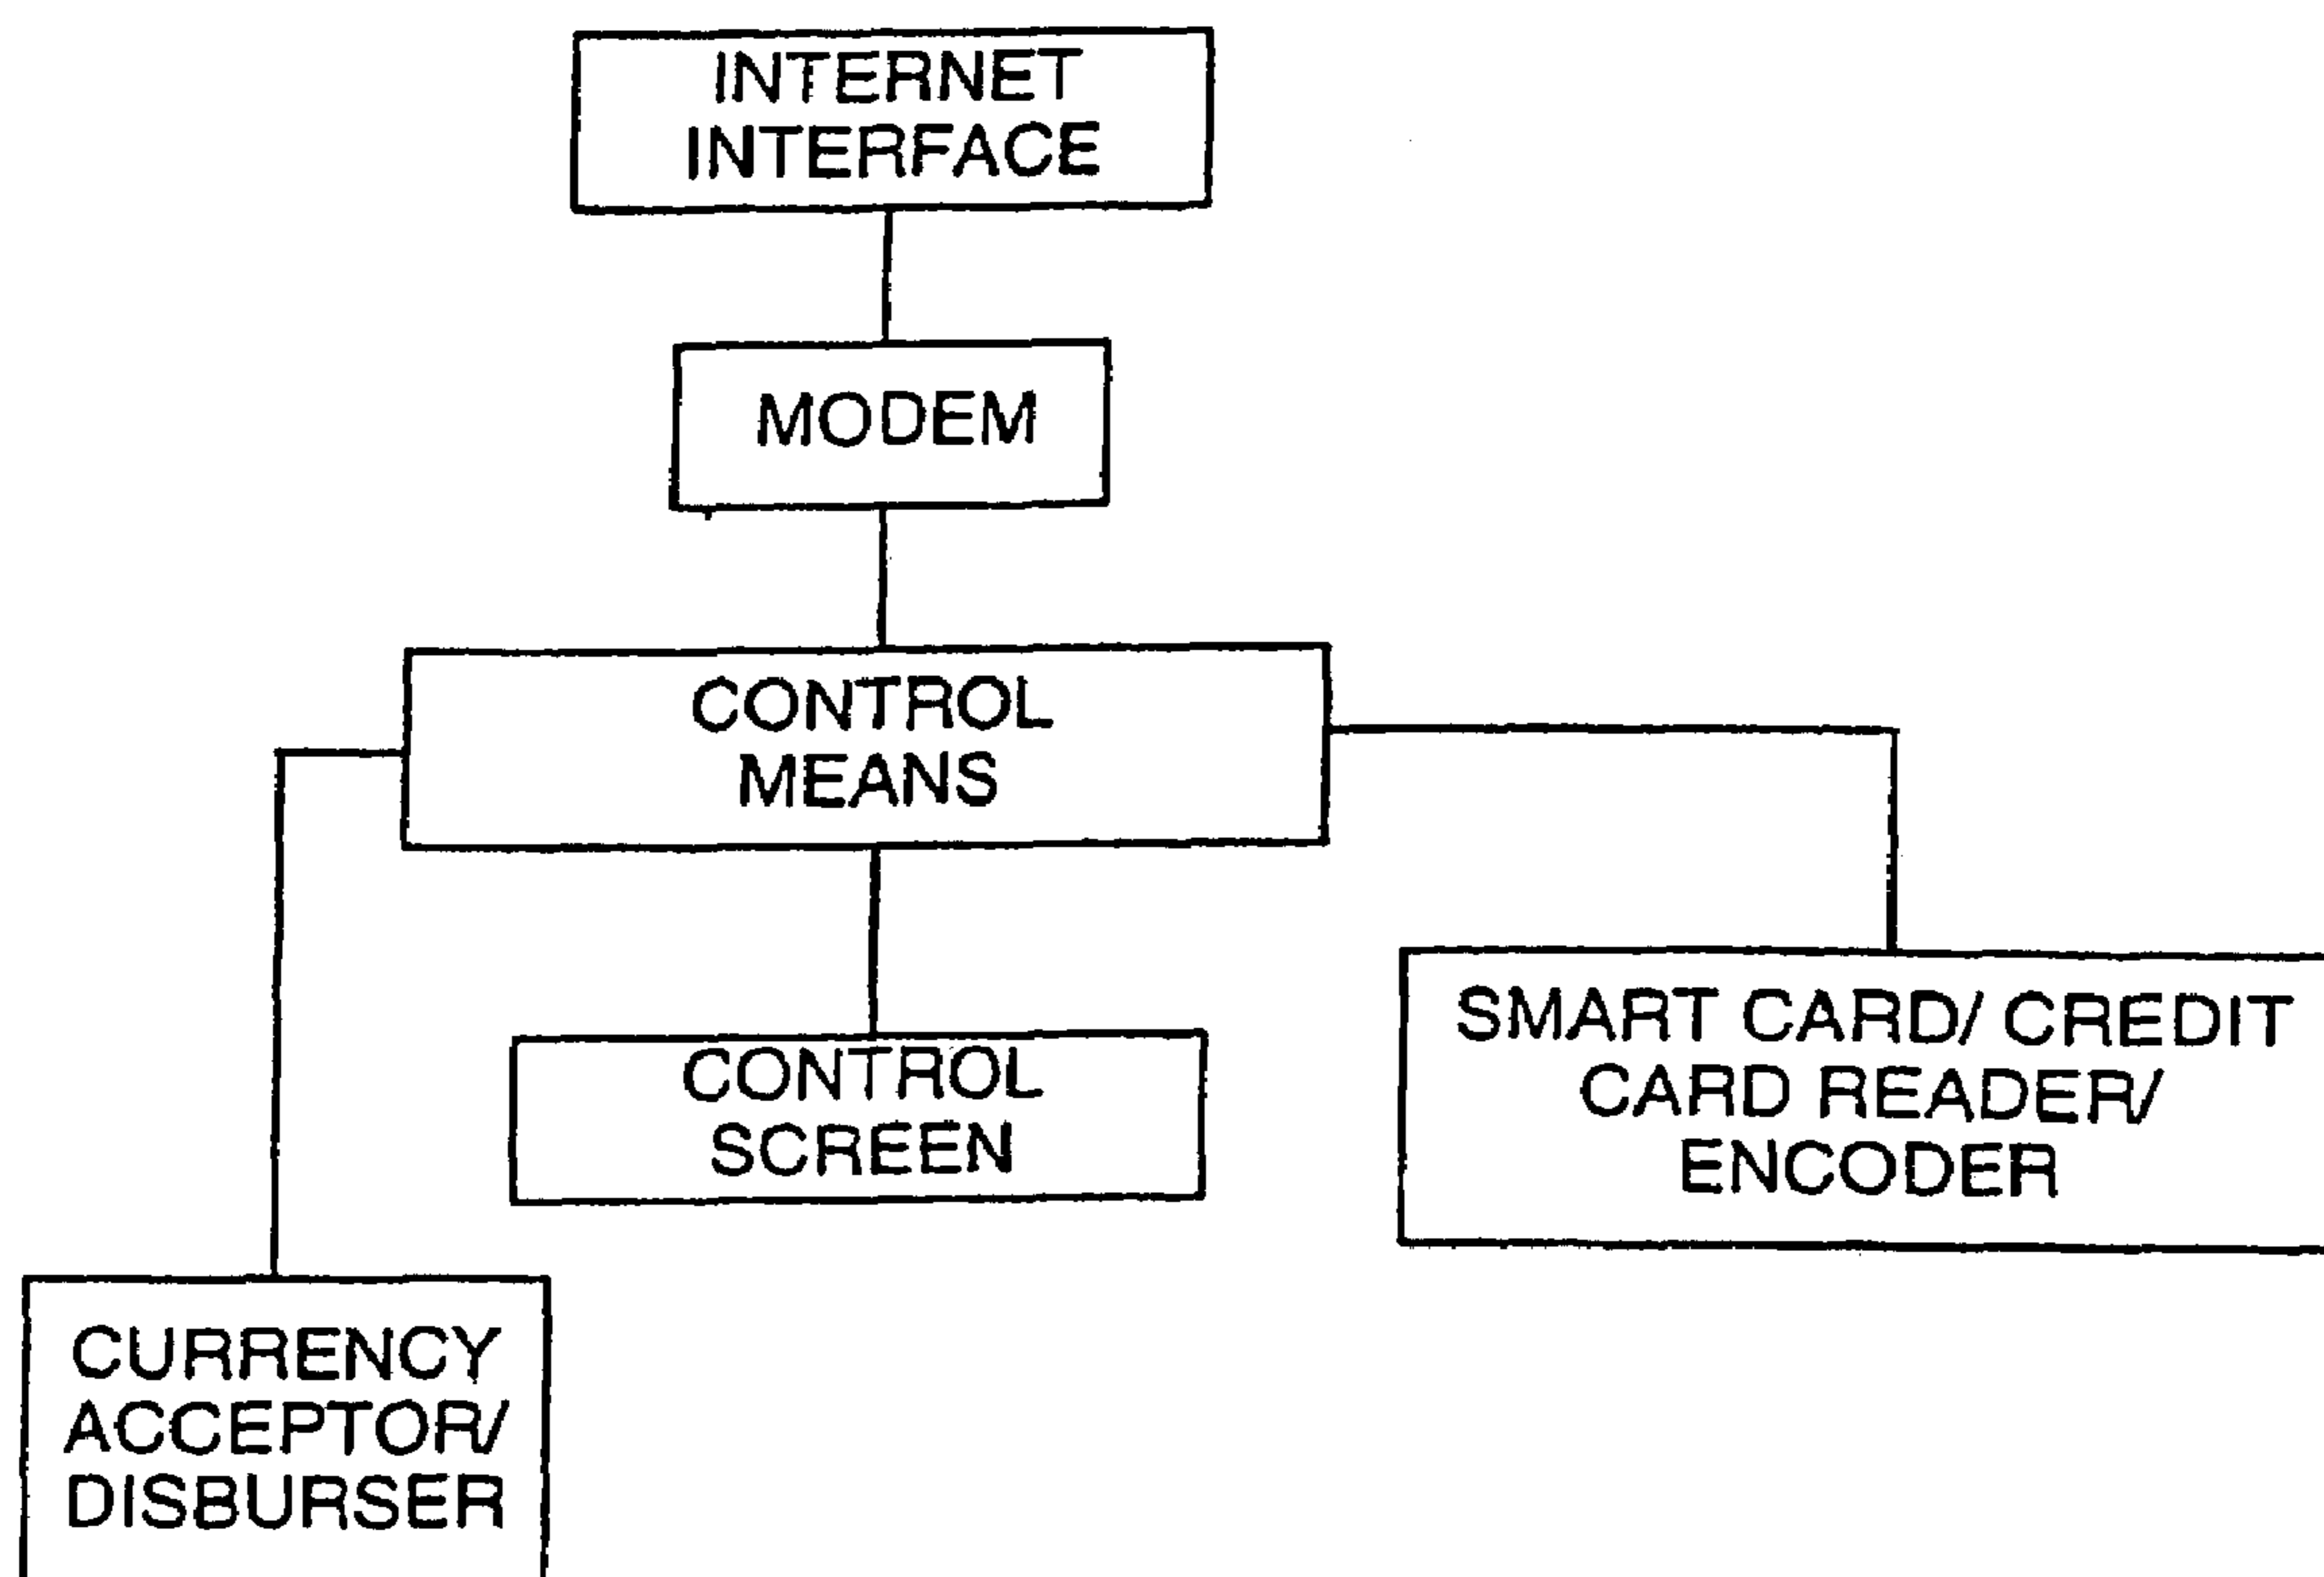 INTERNET
INTERFACE
MODEM
CONTROL
MEANS
CONTROL
SCREEN
SMART CARD/ CREDIT
CARD READER/
ENCODER
CURRENCY
ACCEPTOR/
DISBURSER